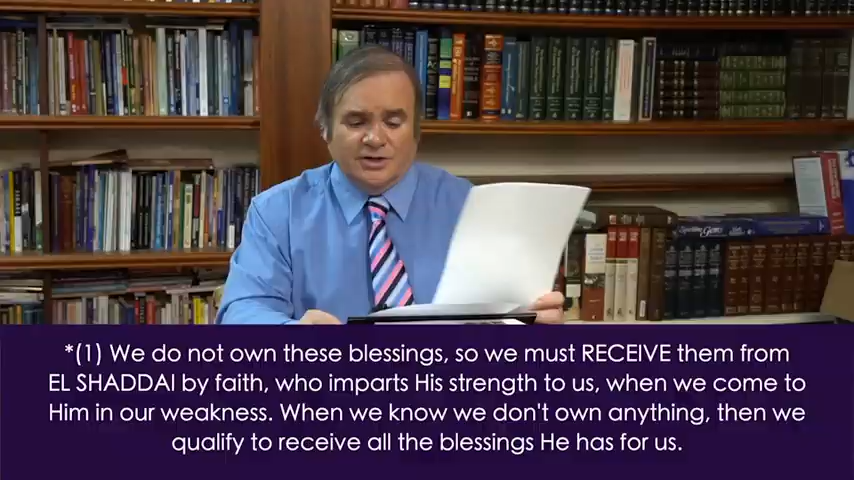 *(1) We do not own these blessings, so we must RECEIVE them from
EL SHADDAI by faith, who imparts His strength to us, when we come to
Him in our weakness. When we know we don't own anything, then we
qualify to receive all the blessings He has for us.